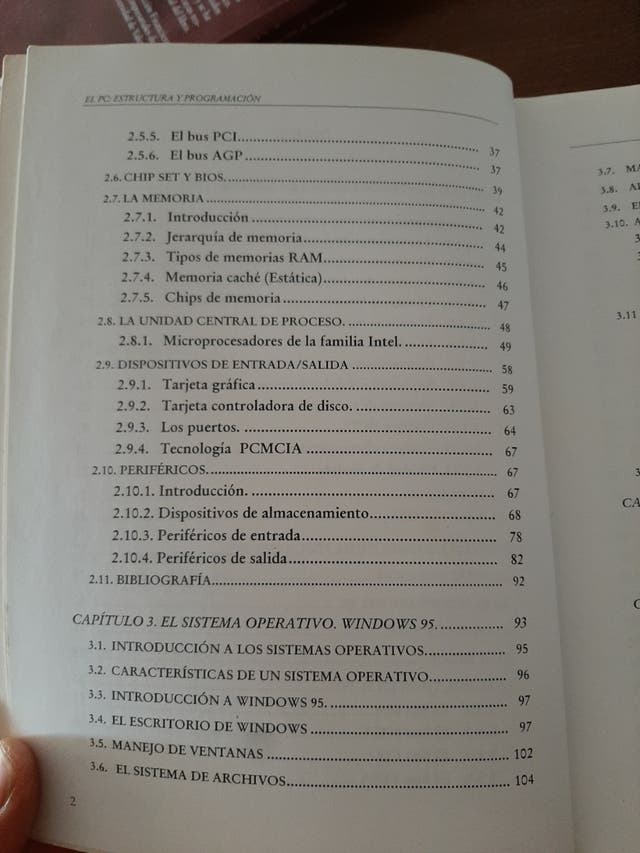 EL PC: ESTRUCTURA Y PROGRAMACIÓN
2.5.5. El bus PCI.......... 37
2.5.6. El bus AGP.......... 37
2.6. CHIP SET Y BIOS.......... 39
2.7. LA MEMORIA.......... 42
2.7.1. Introducción.......... 42
2.7.2. Jerarquía de memoria.......... 44
2.7.3. Tipos de memorias RAM.......... 45
2.7.4. Memoria caché (Estática).......... 46
2.7.5. Chips de memoria.......... 47
2.8. LA UNIDAD CENTRAL DE PROCESO. .......... 48
2.8.1. Microprocesadores de la familia Intel. .......... 49
2.9. DISPOSITIVOS DE ENTRADA/SALIDA .......... 58
2.9.1. Tarjeta gráfica.......... 59
2.9.2. Tarjeta controladora de disco. .......... 63
2.9.3. Los puertos. .......... 64
2.9.4. Tecnología PCMCIA .......... 67
2.10. PERIFÉRICOS. .......... 67
2.10.1. Introducción. .......... 67
2.10.2. Dispositivos de almacenamiento.......... 68
2.10.3. Periféricos de entrada.......... 78
2.10.4. Periféricos de salida.......... 82
2.11. BIBLIOGRAFÍA.......... 92
CAPÍTULO 3. EL SISTEMA OPERATIVO. WINDOWS 95. .......... 93
3.1. INTRODUCCIÓN A LOS SISTEMAS OPERATIVOS. .......... 95
3.2. CARACTERÍSTICAS DE UN SISTEMA OPERATIVO. .......... 96
3.3. INTRODUCCIÓN A WINDOWS 95. .......... 97
3.4. EL ESCRITORIO DE WINDOWS .......... 97
3.5. MANEJO DE VENTANAS .......... 102
3.6. EL SISTEMA DE ARCHIVOS.......... 104
2
3.7. MA
3.8.
3.9.
3.10. A
3.11
CA